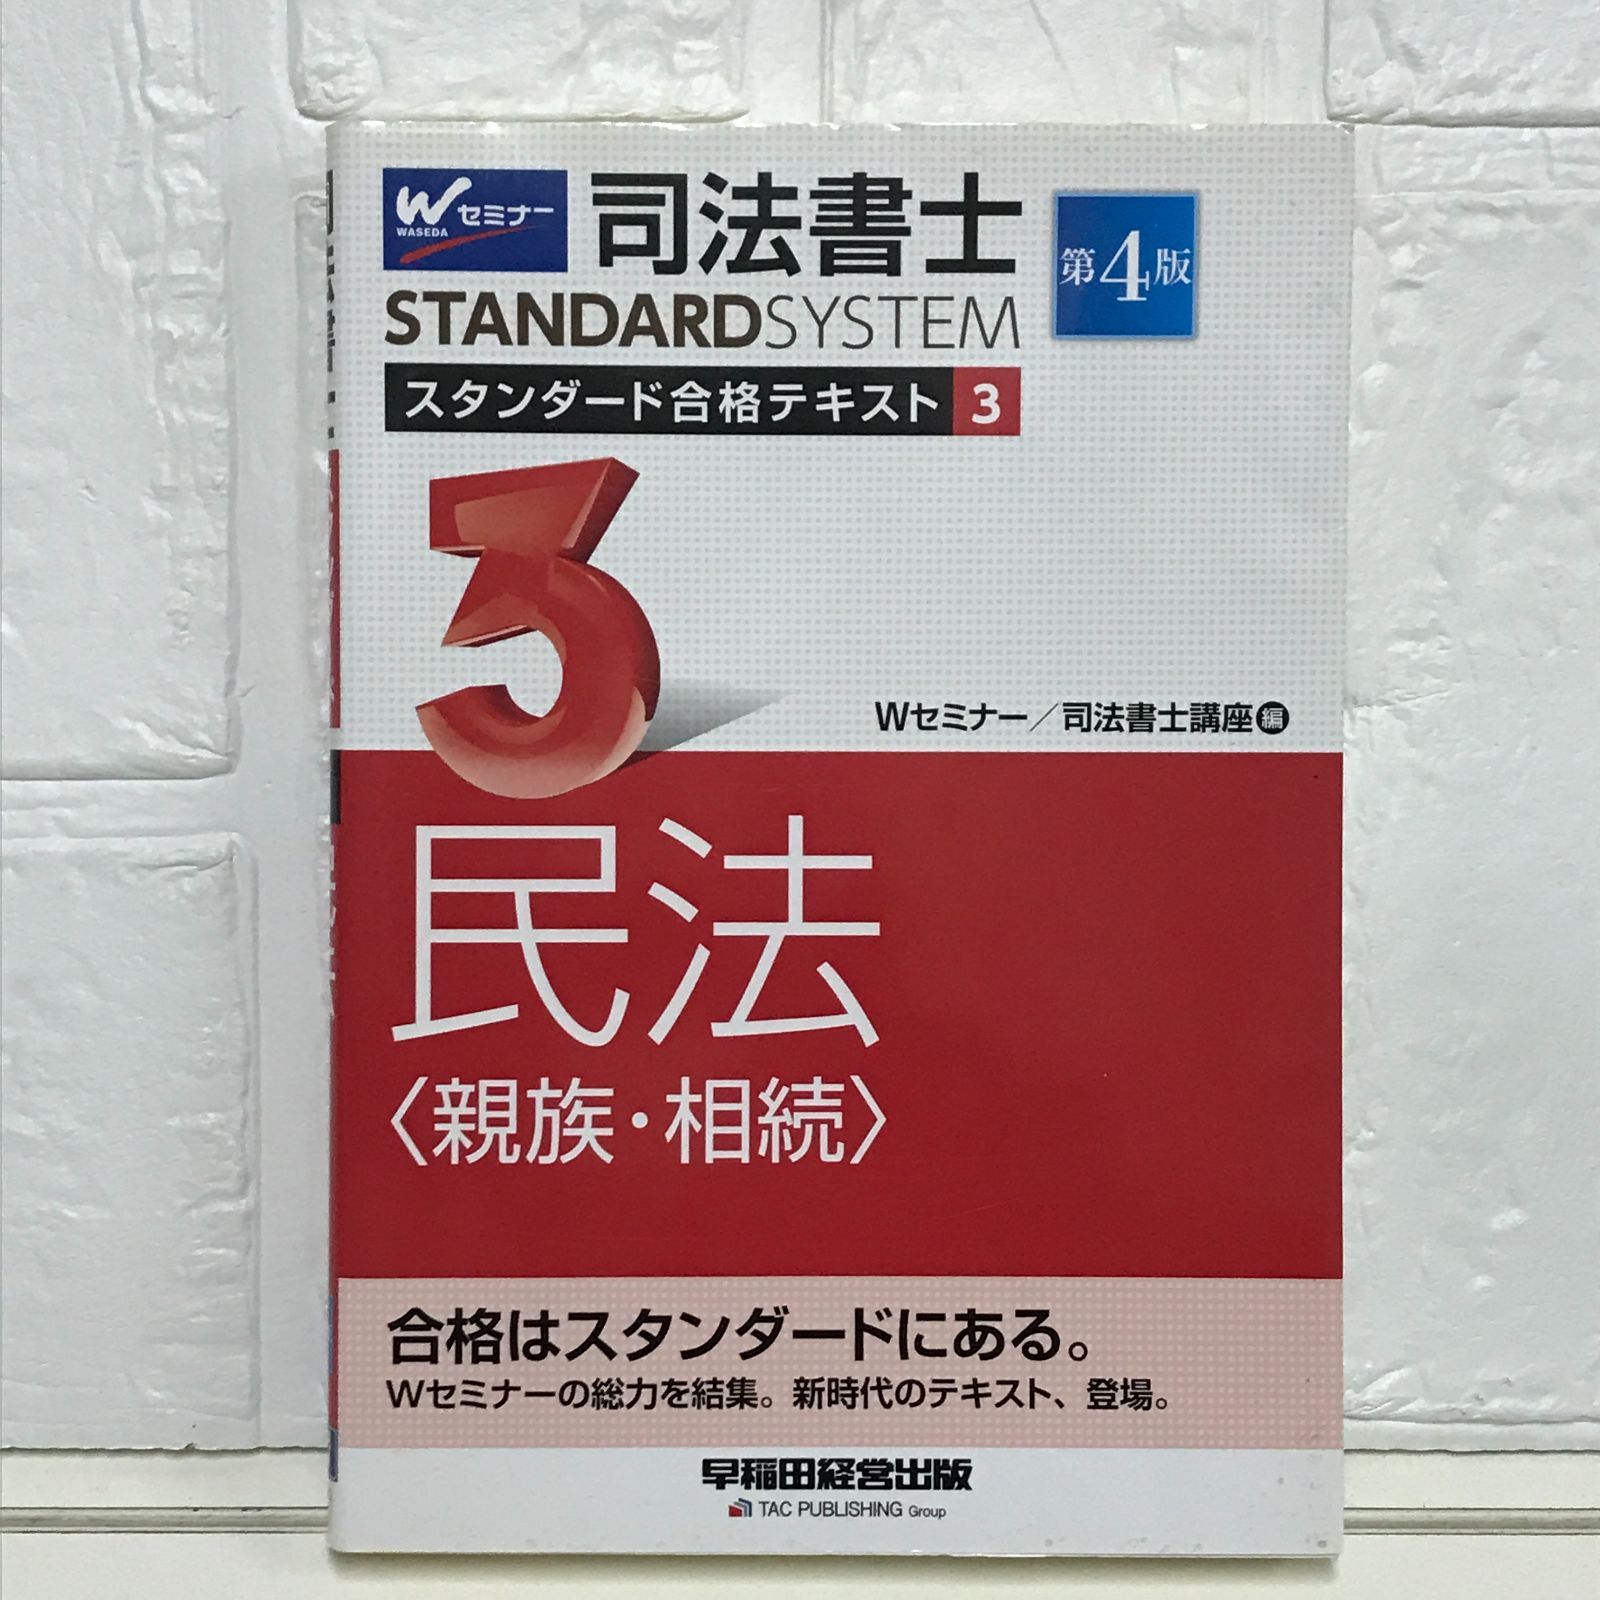 Wセミナー
WASEDA
司法書士
第4版
STANDARDSYSTEM
スタンダード合格テキスト 3
3
Wセミナー／司法書士講座編
民法
〈親族・相続〉
合格はスタンダードにある。
Wセミナーの総力を結集。新時代のテキスト、登場。
早稲田経営出版
TAC PUBLISHING Group